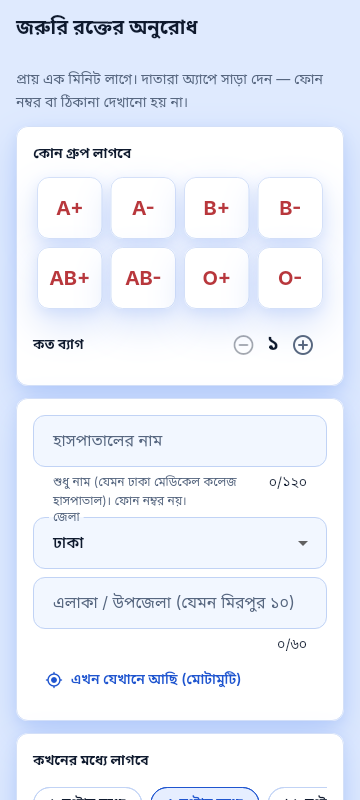 জরুরি রক্তের অনুরোধ
প্রায় এক মিনিট লাগে। দাতারা অ্যাপে সাড়া দেন — ফোন
নম্বর বা ঠিকানা দেখানো হয় না।
কোন গ্রুপ লাগবে
A+ A- B+ B-
AB+ AB- O+ O-
কত ব্যাগ ১
হাসপাতালের নাম
শুধু নাম (যেমন ঢাকা মেডিকেল কলেজ ০/১২০
হাসপাতাল)। ফোন নম্বর নয়।
জেলা
ঢাকা
এলাকা / উপজেলা (যেমন মিরপুর ১০)
০/৬০
এখন যেখানে আছি (মোটামুটি)
কখনের মধ্যে লাগবে